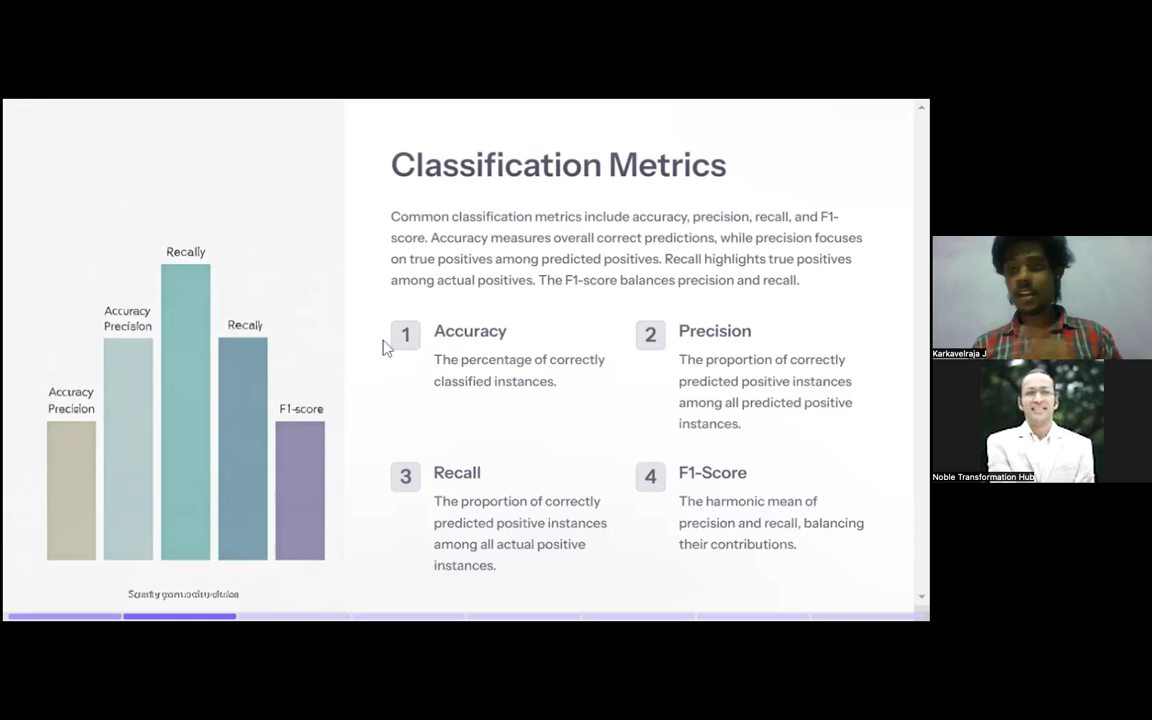 Classification Metrics
Common classification metrics include accuracy, precision, recall, and F1-
score. Accuracy measures overall correct predictions, while precision focuses
on true positives among predicted positives. Recall highlights true positives
among actual positives. The F1-score balances precision and recall.
1 Accuracy
The percentage of correctly
classified instances.
2 Precision
The proportion of correctly
predicted positive instances
among all predicted positive
instances.
3 Recall
The proportion of correctly
predicted positive instances
among all actual positive
instances.
4 F1-Score
The harmonic mean of
precision and recall, balancing
their contributions.
Recally
Accuracy
Precision
Recaly
Accuracy
Precision
F1-score
Karkavelraja J
Noble Transformation Hub